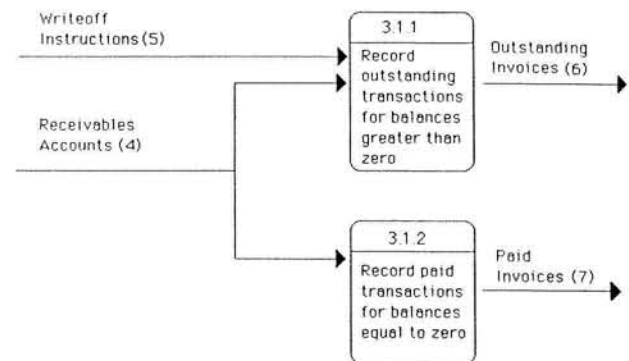 Writeoff
Instructions(5)
3.1.1
Record
outstanding
transactions
for balances
greater than
zero
Outstanding
Invoices (6)
Receivables
Accounts (4)
3.1.2
Record paid
transactions
for balances
equal to zero
Paid
Invoices (7)